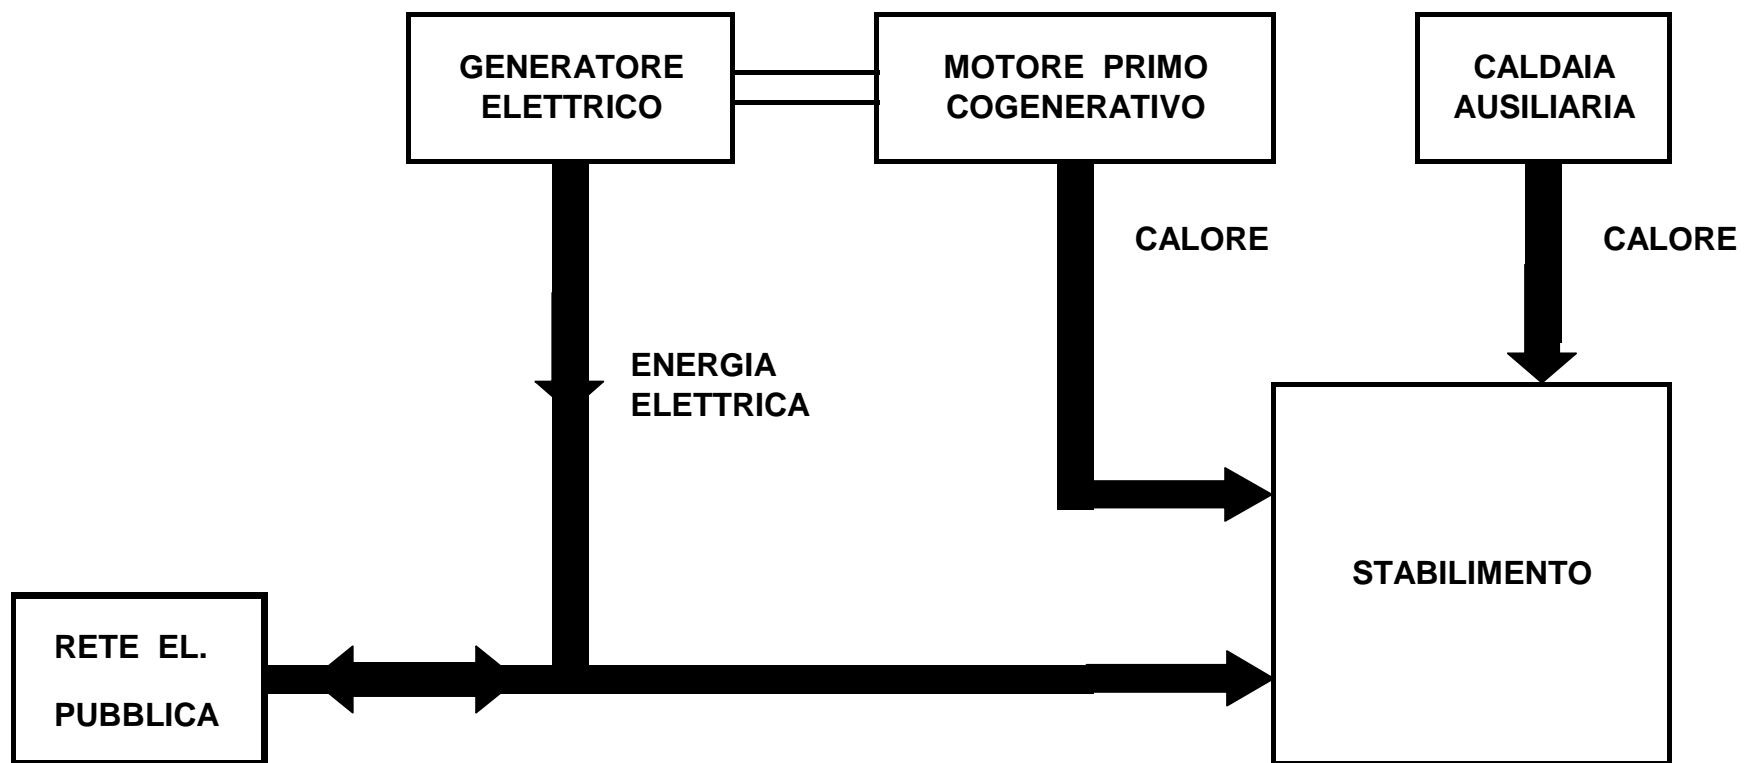 GENERATORE
ELETTRICO
MOTORE PRIMO
COGENERATIVO
CALDAIA
AUSILIARIA
CALORE
CALORE
ENERGIA
ELETTRICA
STABILIMENTO
RETE EL.
PUBBLICA